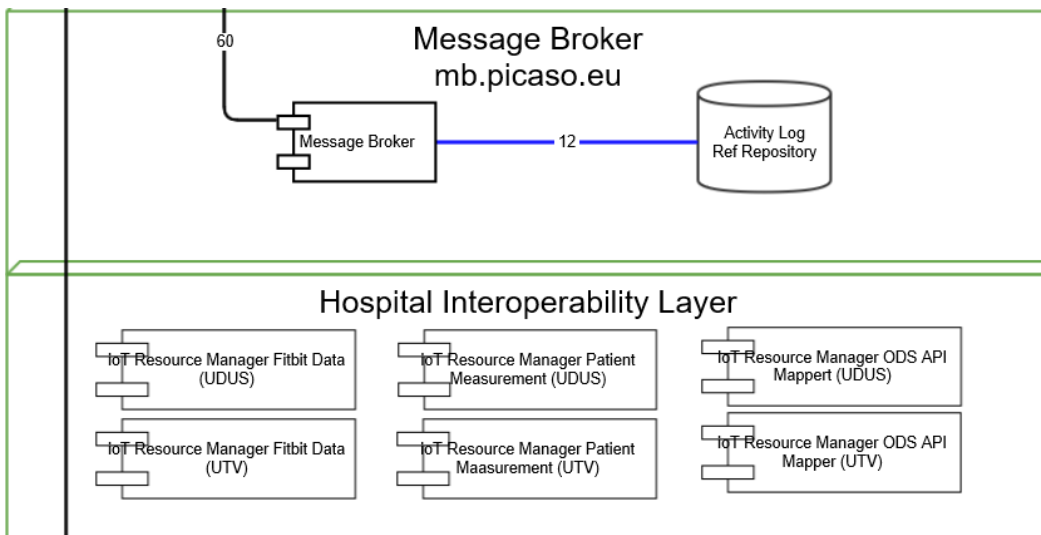 60
Message Broker
mb.picaso.eu
Message Broker
12
Activity Log
Ref Repository
Hospital Interoperability Layer
IoT Resource Manager Fitbit Data
(UDUS)
IoT Resource Manager Patient
Measurement (UDUS)
IoT Resource Manager ODS API
Mappert (UDUS)
IoT Resource Manager Fitbit Data
(UTV)
IoT Resource Manager Patient
Maasurement (UTV)
IoT Resource Manager ODS API
Mapper (UTV)